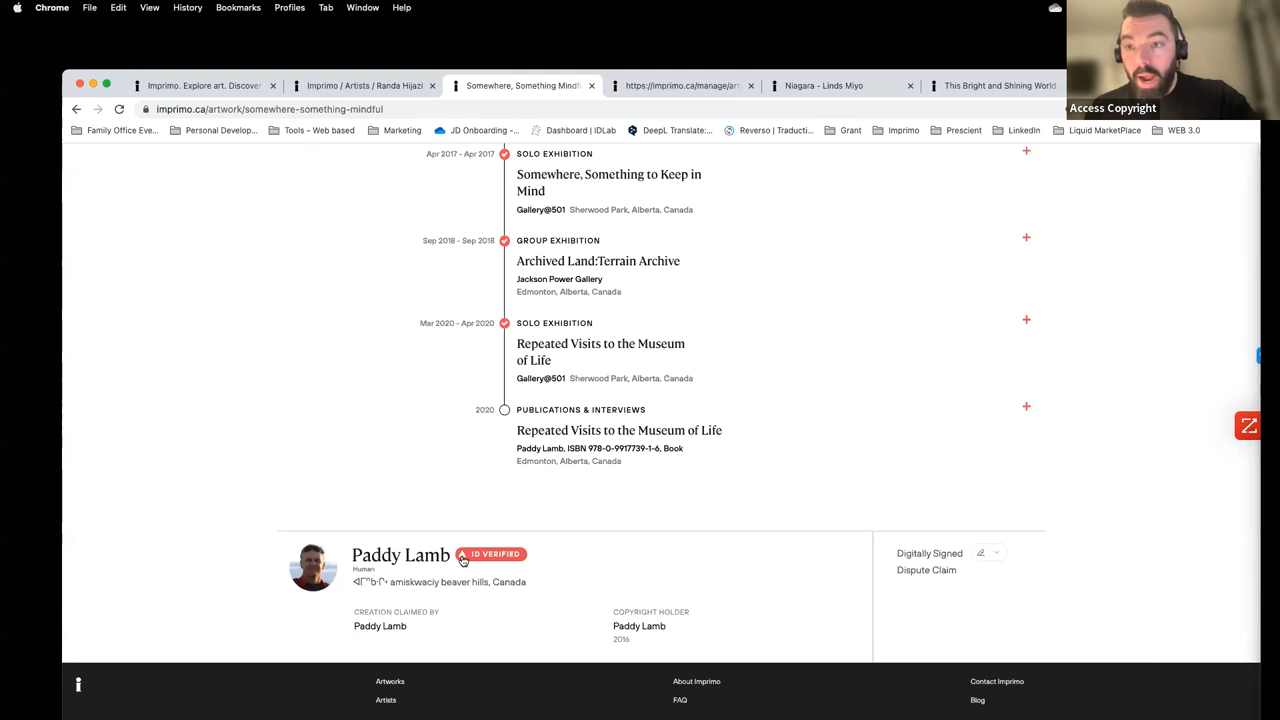 Chrome File Edit View History Bookmarks Profiles Tab Window Help
Access Copyright
Imprimo. Explore art. Discover
Imprimo / Artists / Randa Hijazi
Somewhere, Something Mindf
https://imprimo.ca/manage/art
Niagara - Linds Miyo
This Bright and Shining World
imprimo.ca/artwork/somewhere-something-mindful
Family Office Eve... Personal Develop... Tools - Web based Marketing JD Onboarding -... Dashboard | IDLab DeepL Translate:... Reverso | Traducti... Grant Imprimo Prescient LinkedIn Liquid MarketPlace WEB 3.0
Apr 2017 - Apr 2017 SOLO EXHIBITION
Somewhere, Something to Keep in
Mind
Gallery@501 Sherwood Park, Alberta, Canada
Sep 2018 - Sep 2018 GROUP EXHIBITION
Archived Land:Terrain Archive
Jackson Power Gallery
Edmonton, Alberta, Canada
Mar 2020 - Apr 2020 SOLO EXHIBITION
Repeated Visits to the Museum
of Life
Gallery@501 Sherwood Park, Alberta, Canada
2020 PUBLICATIONS & INTERVIEWS
Repeated Visits to the Museum of Life
Paddy Lamb, ISBN 978-0-9917739-1-6, Book
Edmonton, Alberta, Canada
Paddy Lamb ID VERIFIED
Human
amiskwaciy beaver hills, Canada
Digitally Signed
Dispute Claim
CREATION CLAIMED BY
Paddy Lamb
COPYRIGHT HOLDER
Paddy Lamb
2016
Artworks
Artists
About Imprimo
FAQ
Contact Imprimo
Blog